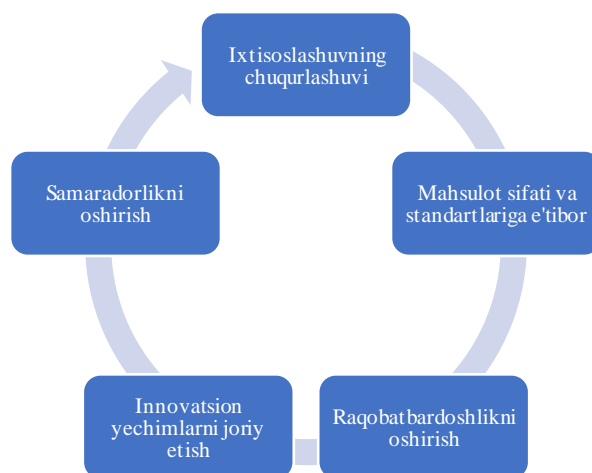 Ixtisoslashuvning
chuqurlashuvi
Mahsulot sifati va
standartlariga e'tibor
Raqobatbardoshlikni
oshirish
Innovatsion
yechimlarni joriy
etish
Samaradorlikni
oshirish